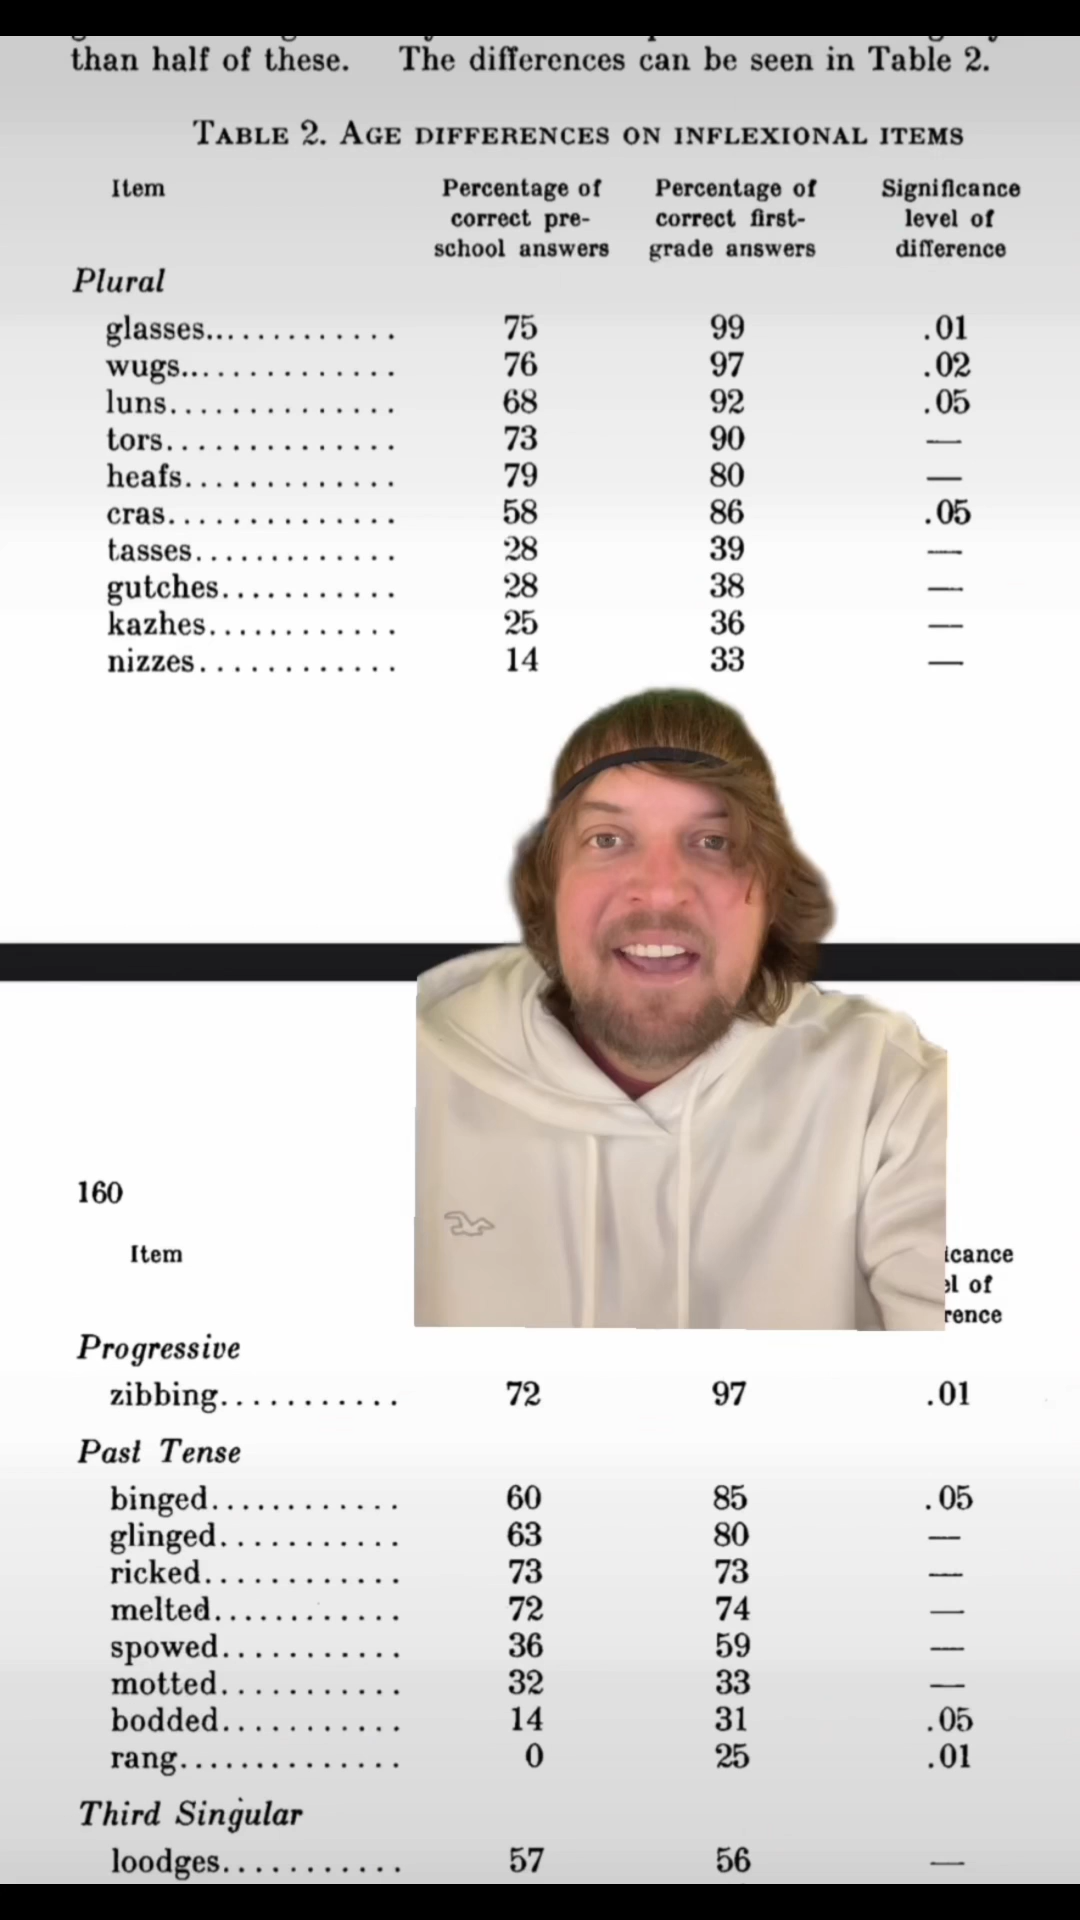 than half of these. The differences can be seen in Table 2.
TABLE 2. AGE DIFFERENCES ON INFLEXIONAL ITEMS
Item Percentage of correct pre-school answers Percentage of correct first-grade answers Significance level of difference
Plural
glasses............. 75 99 .01
wugs.............. 76 97 .02
luns.............. 68 92 .05
tors.............. 73 90 —
heafs............. 79 80 —
cras.............. 58 86 .05
tasses............ 28 39 —
gutches........... 28 38 —
kazhes............ 25 36 —
nizzes............ 14 33 —
160
Item
Progressive
zibbing........... 72 97 .01
Past Tense
binged............ 60 85 .05
glinged........... 63 80 —
ricked............ 73 73 —
melted............ 72 74 —
spowed........... 36 59 —
motted........... 32 33 —
bodded........... 14 31 .05
rang............. 0 25 .01
Third Singular
loodges........... 57 56 —